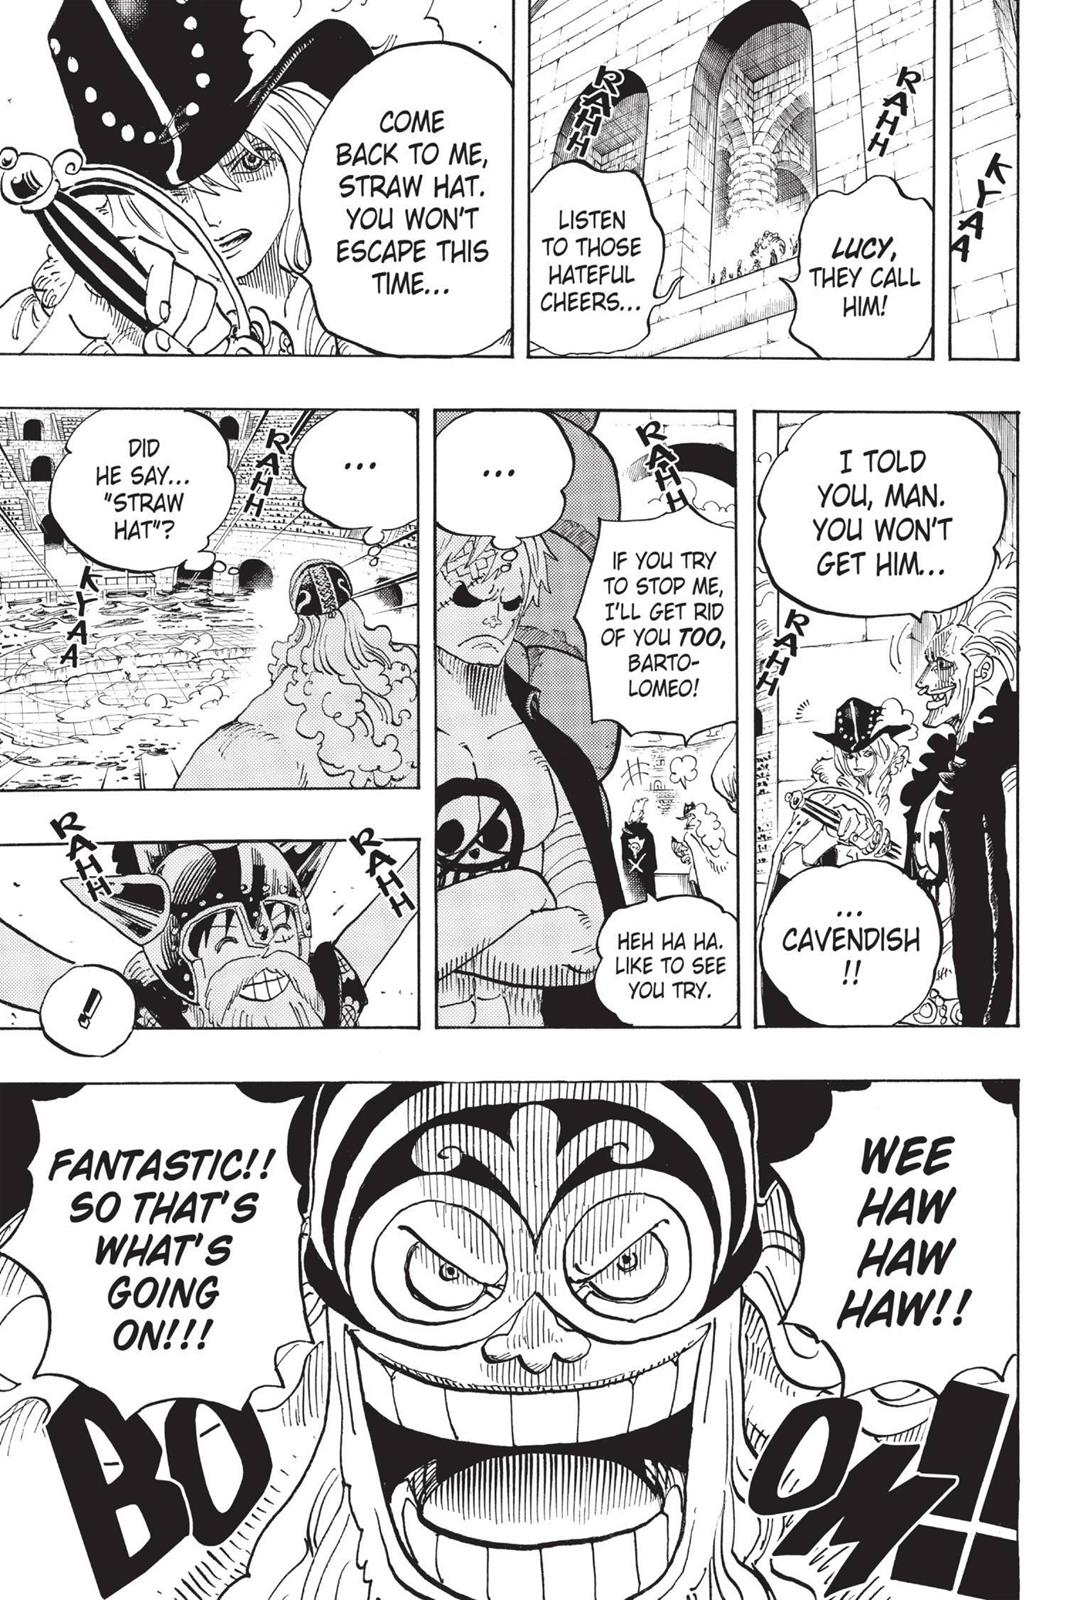 KYAA
RAHH
RAHH
LUCY,
THEY CALL
HIM!
LISTEN
TO THOSE
HATEFUL
CHEERS...
COME
BACK TO ME,
STRAW HAT.
YOU WON'T
ESCAPE THIS
TIME...
I TOLD
YOU, MAN.
YOU WON'T
GET HIM...
RAHH
...
CAVENDISH
!!
RAHH
IF YOU TRY
TO STOP ME,
I'LL GET RID
OF YOU TOO,
BARTO-
LOMEO!
...
HEH HA HA.
LIKE TO SEE
YOU TRY.
...
RAHH
DID
HE SAY...
"STRAW
HAT"?
KYAA
RAHH
RAHH
!
WEE
HAW
HAW
HAW!!
FANTASTIC!!
SO THAT'S
WHAT'S
GOING
ON!!!
BOOM!!